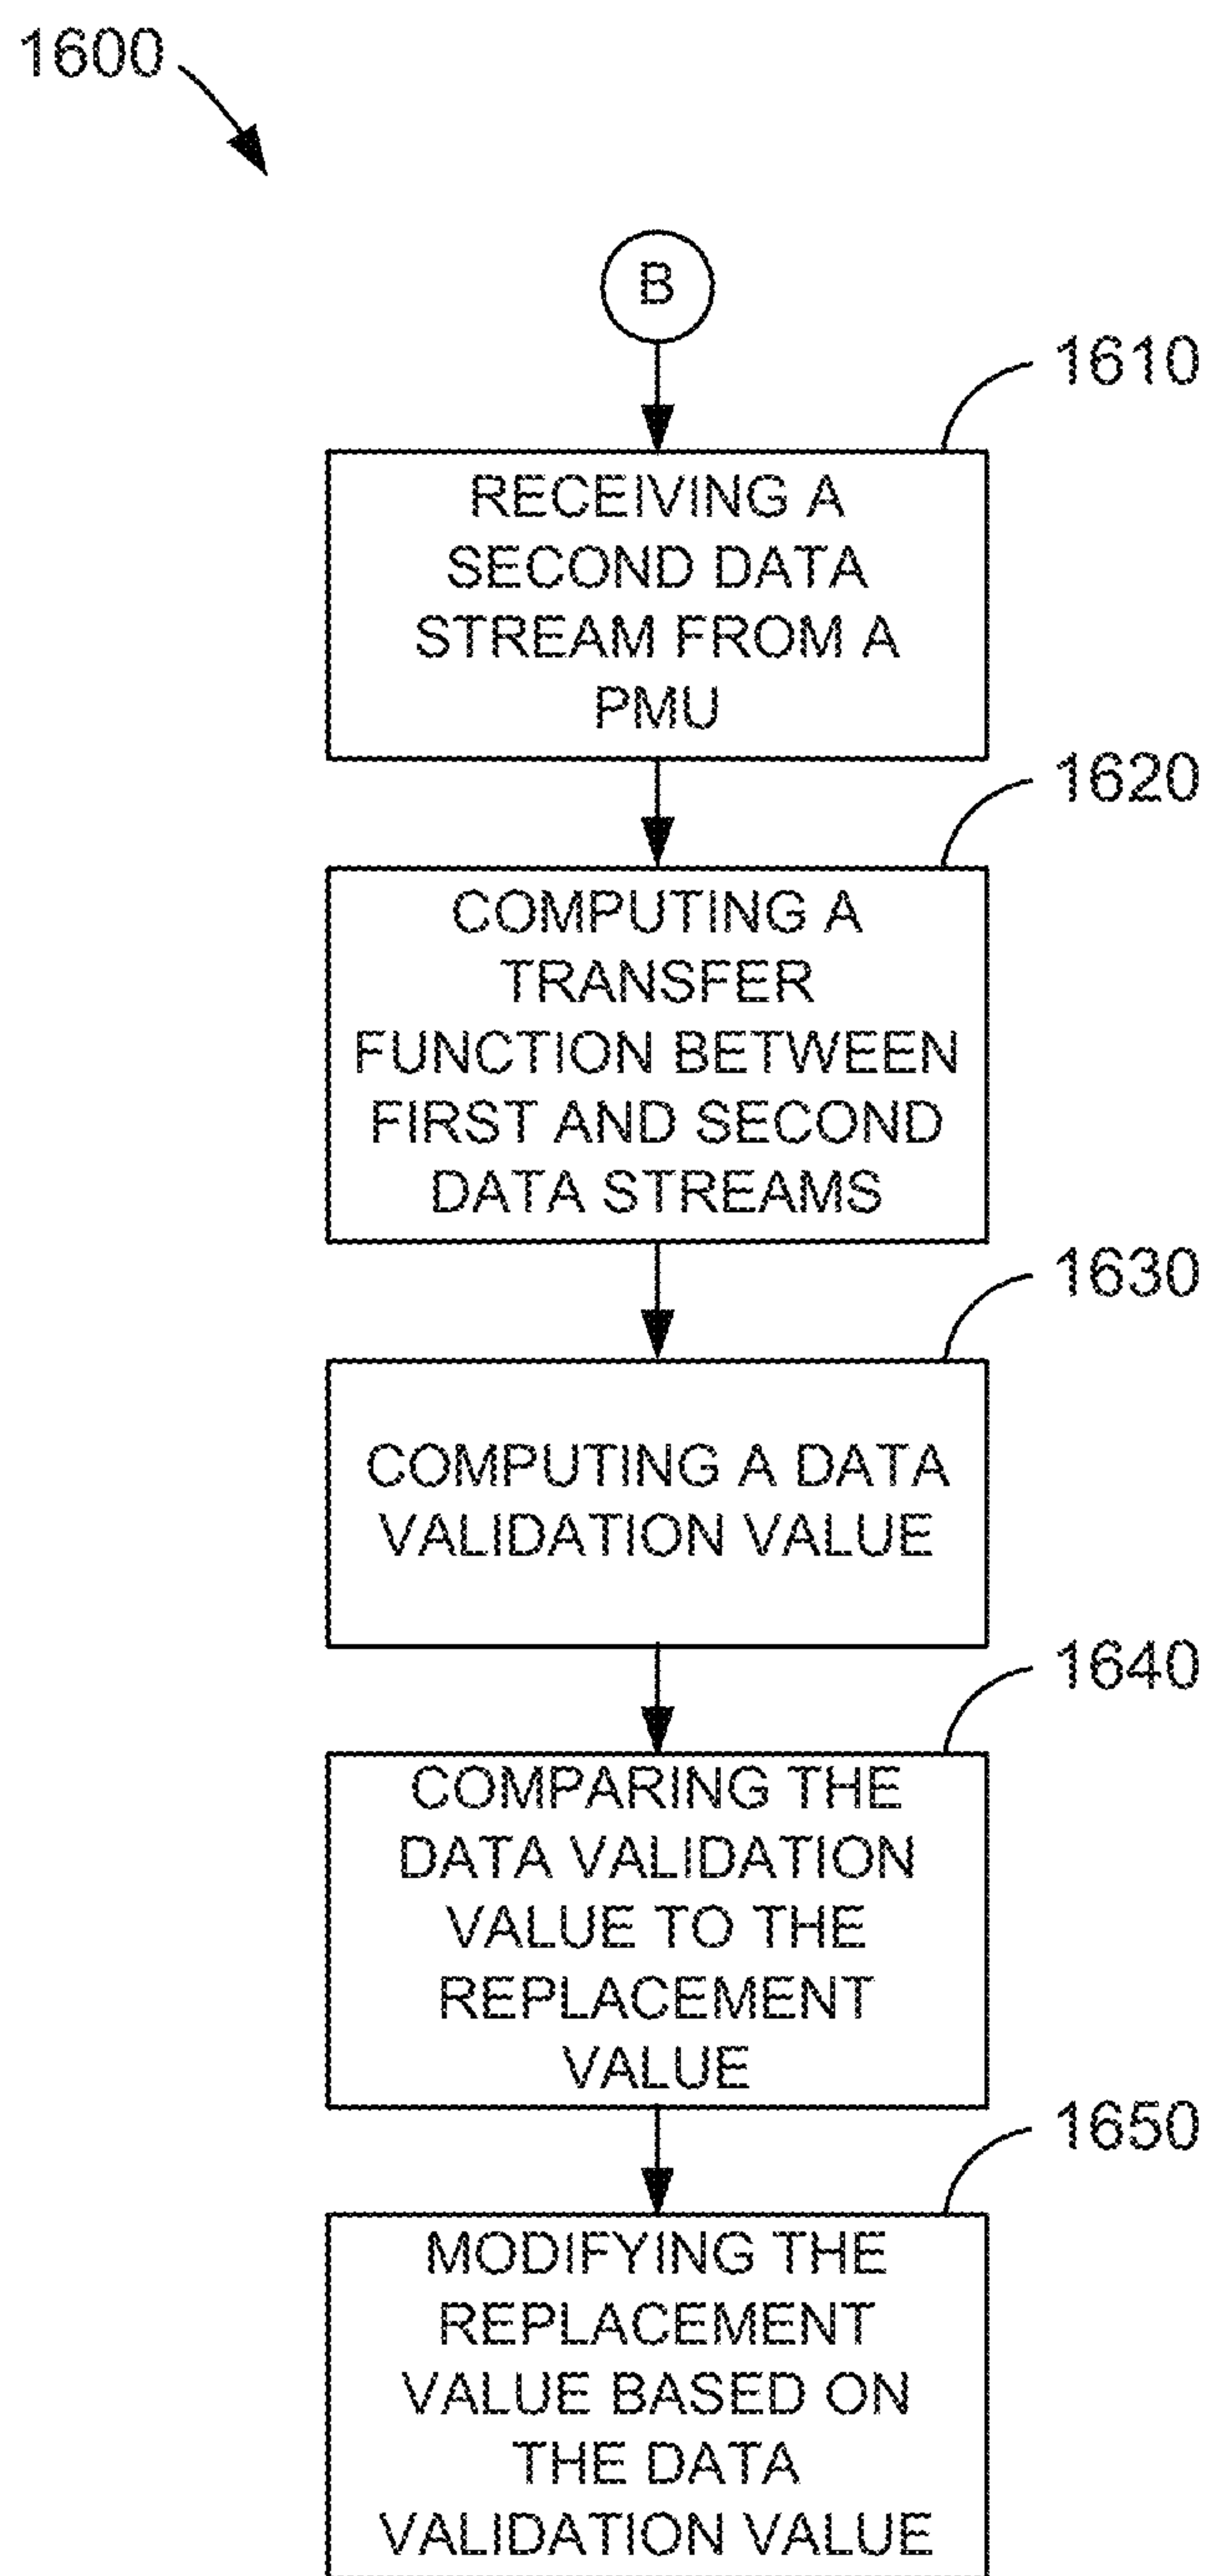 1600
B
1610
RECEIVING A
SECOND DATA
STREAM FROM A
PMU
1620
COMPUTING A
TRANSFER
FUNCTION BETWEEN
FIRST AND SECOND
DATA STREAMS
1630
COMPUTING A DATA
VALIDATION VALUE
1640
COMPARING THE
DATA VALIDATION
VALUE TO THE
REPLACEMENT
VALUE
1650
MODIFYING THE
REPLACEMENT
VALUE BASED ON
THE DATA
VALIDATION VALUE